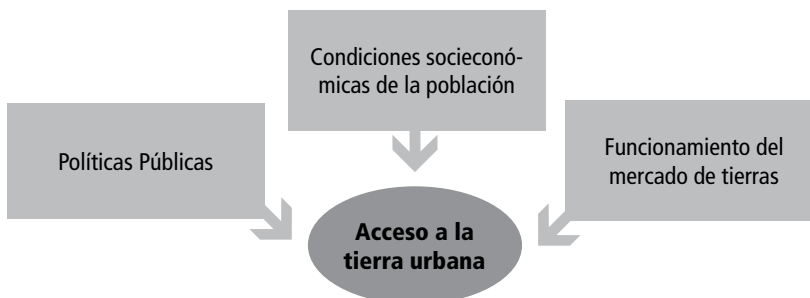 Condiciones socieconó-
micas de la población
Políticas Públicas
Funcionamiento del
mercado de tierras
Acceso a la
tierra urbana